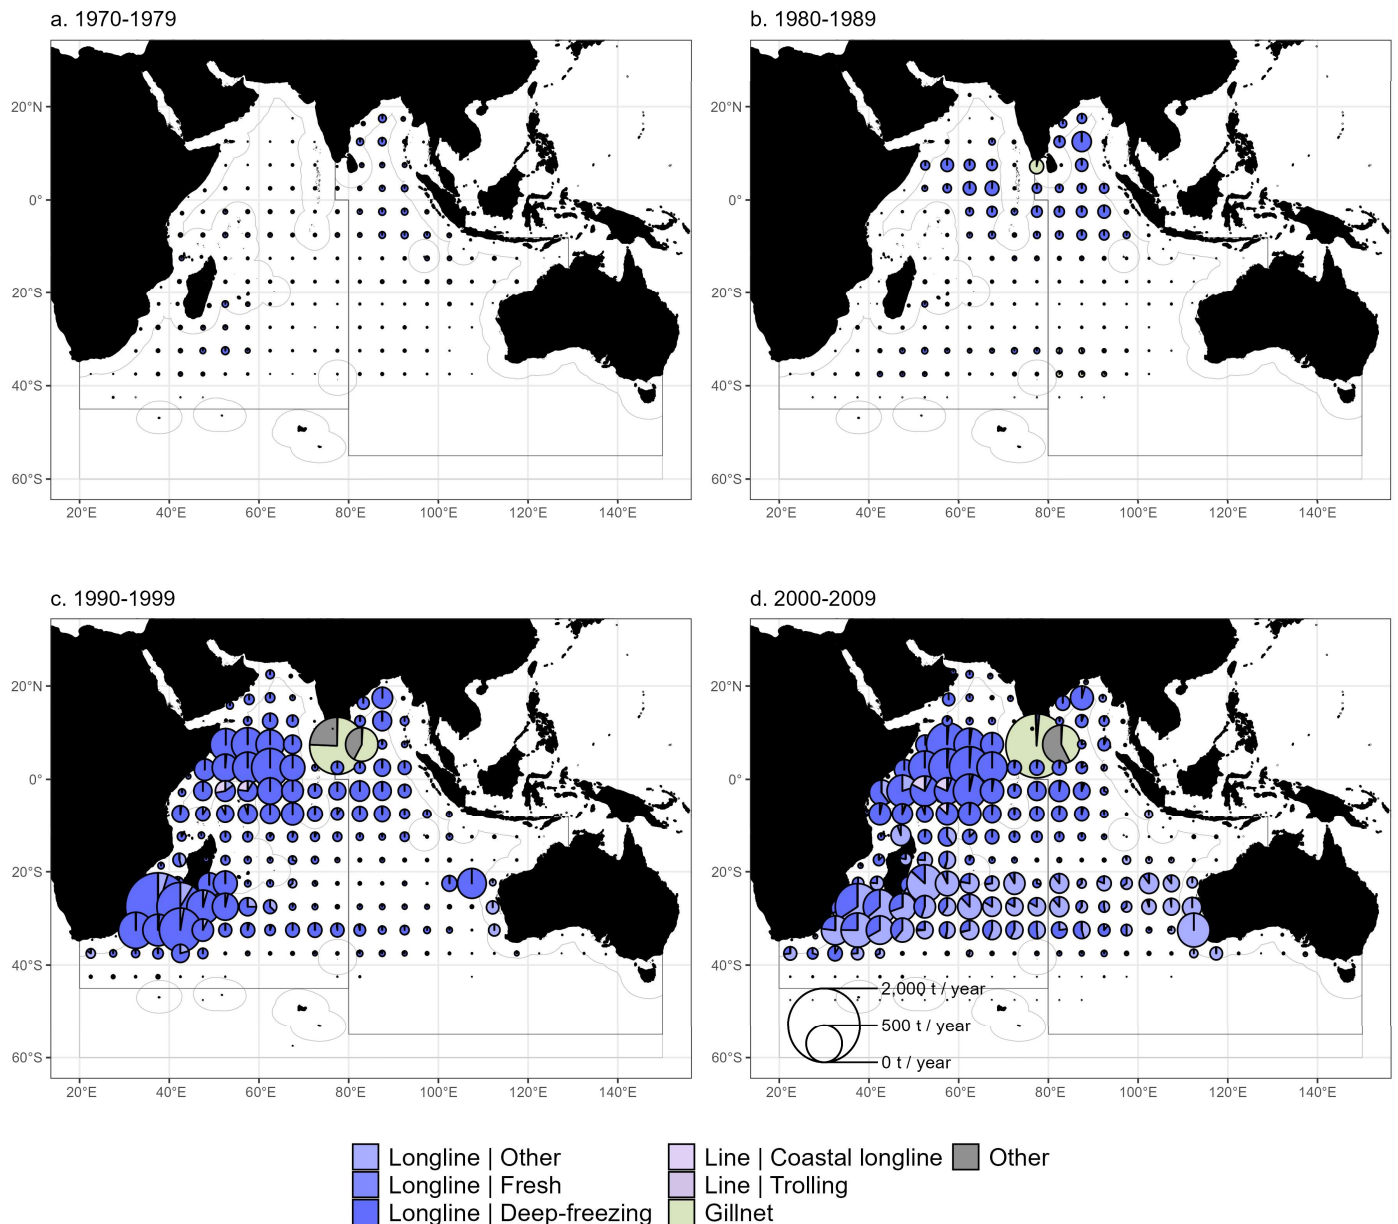 a. 1970-1979
b. 1980-1989
20°N
0°
20°S
40°S
60°S
20°E 40°E 60°E 80°E 100°E 120°E 140°E
20°N
0°
20°S
40°S
60°S
20°E 40°E 60°E 80°E 100°E 120°E 140°E
c. 1990-1999
d. 2000-2009
20°N
0°
20°S
40°S
60°S
20°E 40°E 60°E 80°E 100°E 120°E 140°E
20°N
0°
20°S
40°S
60°S
2,000 t / year
500 t / year
0 t / year
20°E 40°E 60°E 80°E 100°E 120°E 140°E
Longline | Other
Longline | Fresh
Longline | Deep-freezing
Line | Coastal longline
Line | Trolling
Gillnet
Other